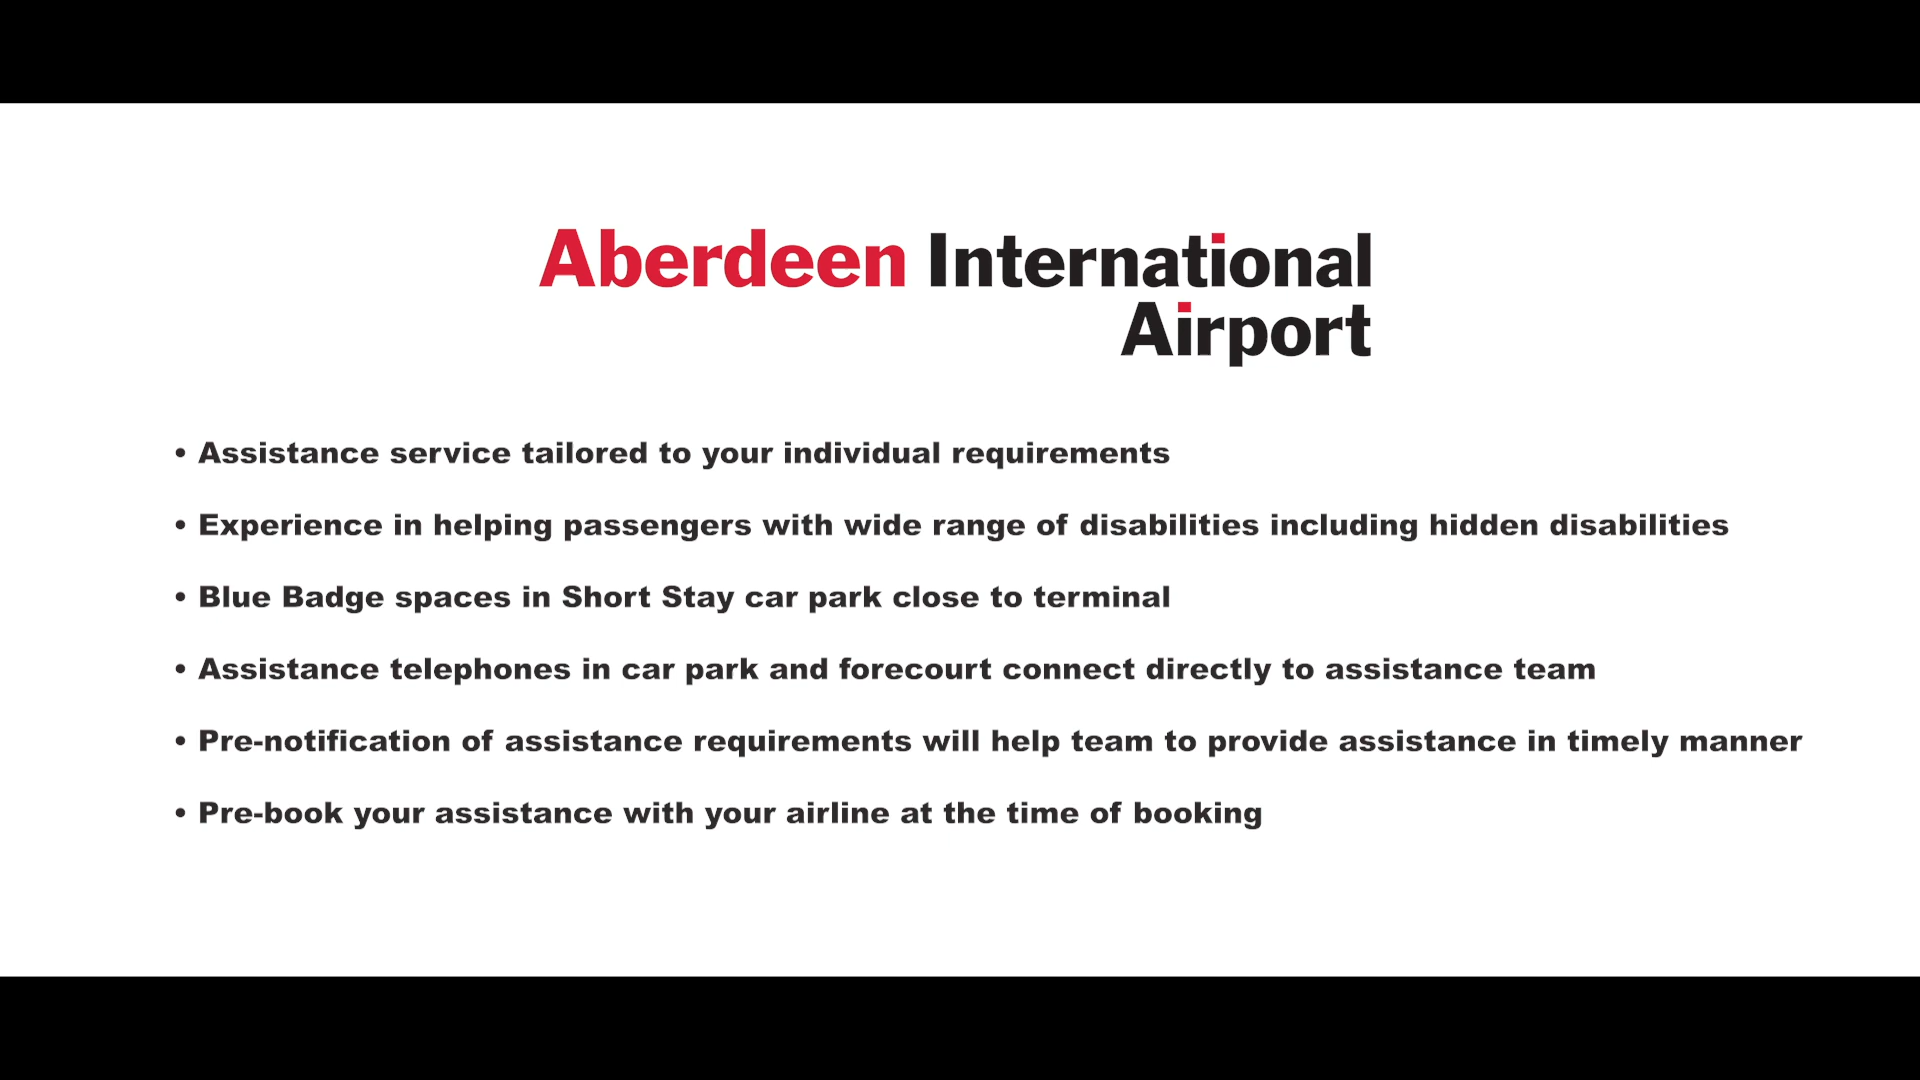 Aberdeen International
Airport
• Assistance service tailored to your individual requirements
• Experience in helping passengers with wide range of disabilities including hidden disabilities
• Blue Badge spaces in Short Stay car park close to terminal
• Assistance telephones in car park and forecourt connect directly to assistance team
• Pre-notification of assistance requirements will help team to provide assistance in timely manner
• Pre-book your assistance with your airline at the time of booking